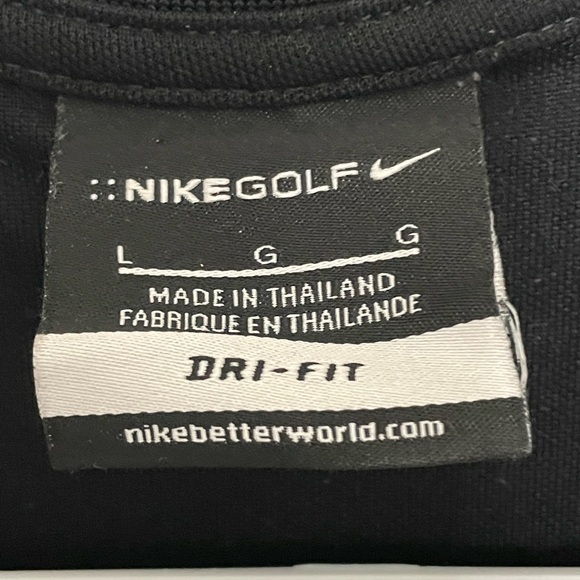 ::NIKEGOLF
L G G
MADE IN THAILAND
FABRIQUE EN THAILANDE
DRI-FIT
nikebetterworld.com